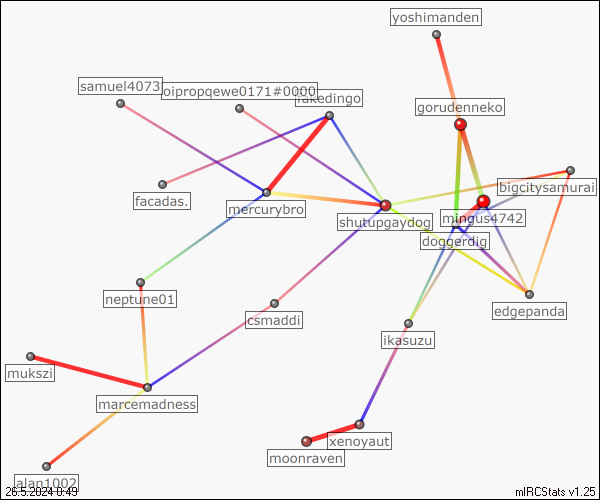 yoshimanden
samuel4073
oipropqewe0171#0000
fakedingo
gorudenneko
bigcitysamurai
facadas.
mercurybro
shutupgaydog
mingus4742
doggerdig
neptune01
csmaddi
edgepanda
ikasuzu
mukszi
marcemadness
xenoyaut
moonraven
alan1002
26.5.2024 0:49
mIRCStats v1.25